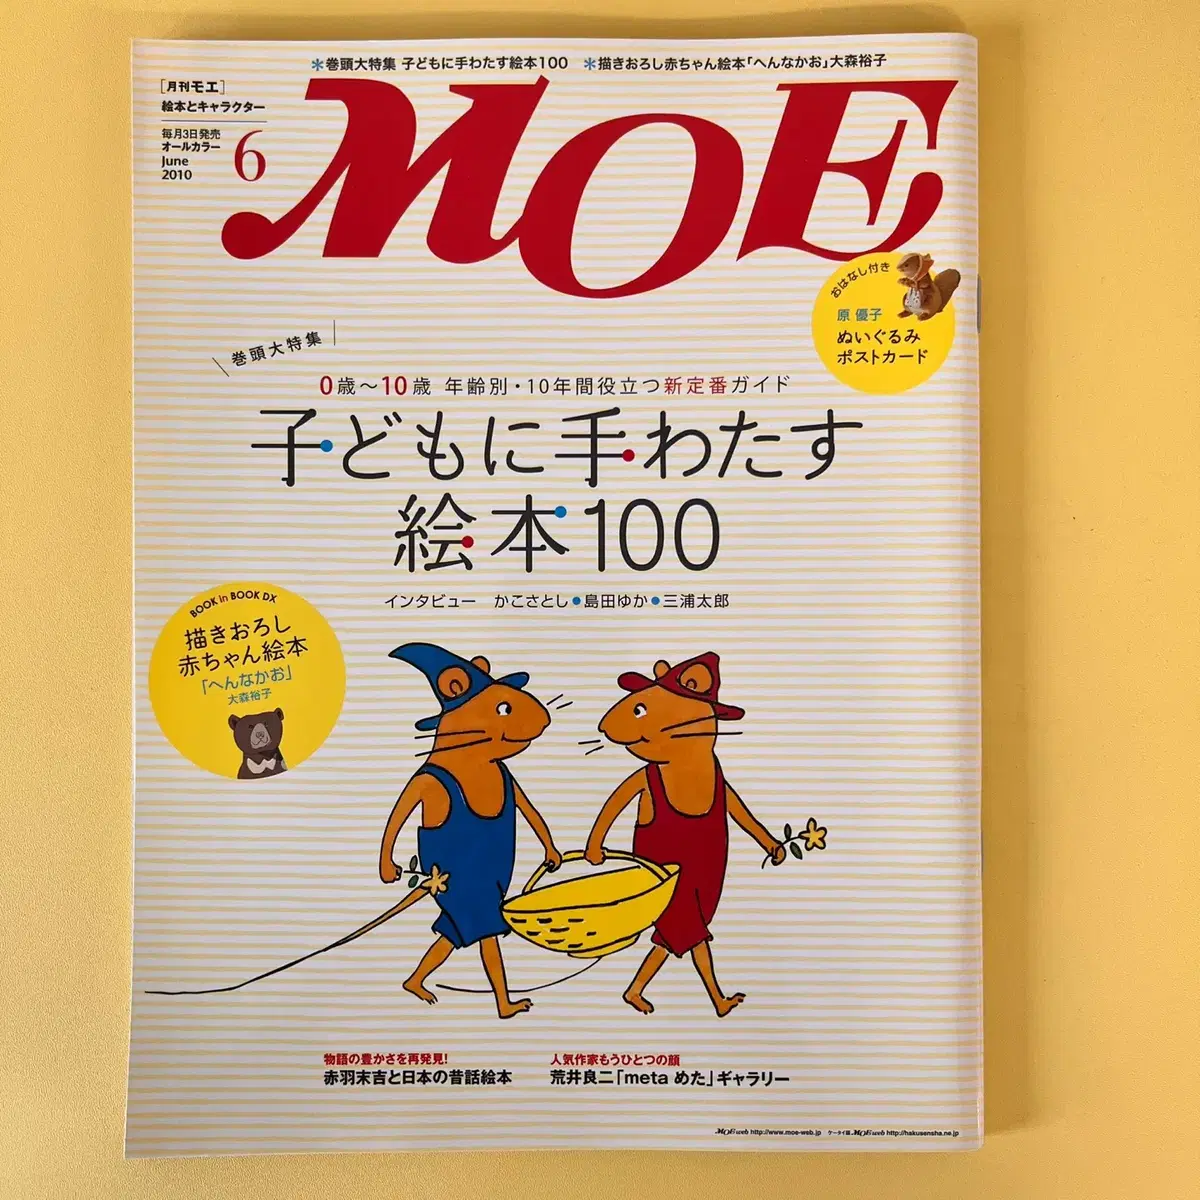 *巻頭大特集 子どもに手わたす絵本100 *描きおろし赤ちゃん絵本「へんなかお」大森裕子
[月刊モエ]
絵本とキャラクター
毎月3日発売
オールカラー
June
2010
6
MOE
おはなし付き
原 優子
ぬいぐるみ
ポストカード
巻頭大特集
0歳〜10歳 年齢別・10年間役立つ新定番ガイド
子どもに手わたす
絵本100
インタビュー かこさとし●島田ゆか●三浦太郎
BOOK in BOOK DX
描きおろし
赤ちゃん絵本
「へんなかお」
大森裕子
物語の豊かさを再発見!
赤羽末吉と日本の昔話絵本
人気作家もうひとつの顔
荒井良二「meta めた」ギャラリー
MOE web http://www.moe-web.jp ケータイ版 MOE web http://hakusensha.ne.jp